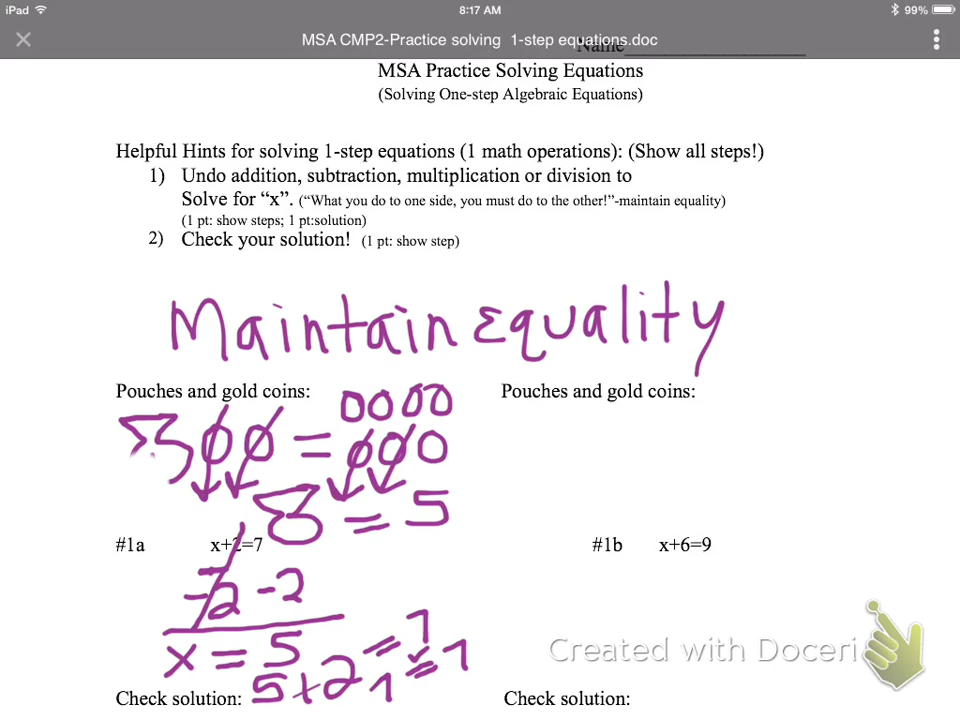 iPad 8:17 AM 99%
MSA CMP2-Practice solving 1-step equations.doc
Name
MSA Practice Solving Equations
(Solving One-step Algebraic Equations)
Helpful Hints for solving 1-step equations (1 math operations): (Show all steps!)
1) Undo addition, subtraction, multiplication or division to
Solve for “x”. (“What you do to one side, you must do to the other!”-maintain equality)
(1 pt: show steps; 1 pt:solution)
2) Check your solution! (1 pt: show step)
Maintain equality
Pouches and gold coins: Pouches and gold coins:
= 5
#1a x+2=7 #1b x+6=9
-2 -2
x = 5
5+2 = 7
7 = 7
Check solution: Check solution:
Created with Doceri